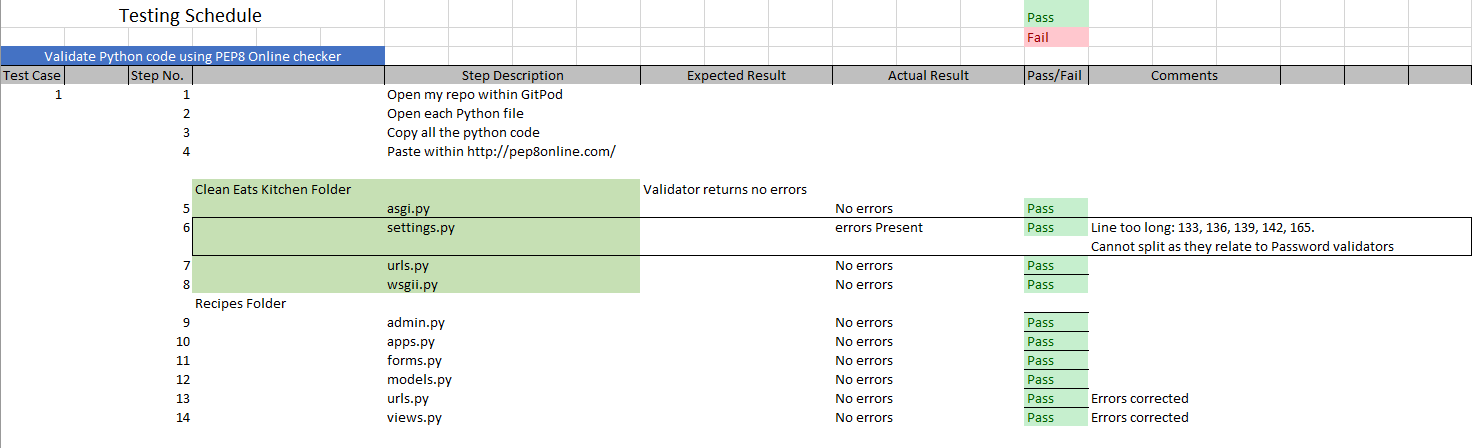 Testing Schedule Pass
Fail
Validate Python code using PEP8 Online checker
Test Case Step No. Step Description Expected Result Actual Result Pass/Fail Comments
1 1 Open my repo within GitPod
2 Open each Python file
3 Copy all the python code
4 Paste within http://pep8online.com/
Clean Eats Kitchen Folder Validator returns no errors
5 asgi.py No errors Pass
6 settings.py errors Present Pass Line too long: 133, 136, 139, 142, 165.
Cannot split as they relate to Password validators
7 urls.py No errors Pass
8 wsgii.py No errors Pass
Recipes Folder
9 admin.py No errors Pass
10 apps.py No errors Pass
11 forms.py No errors Pass
12 models.py No errors Pass
13 urls.py No errors Pass Errors corrected
14 views.py No errors Pass Errors corrected